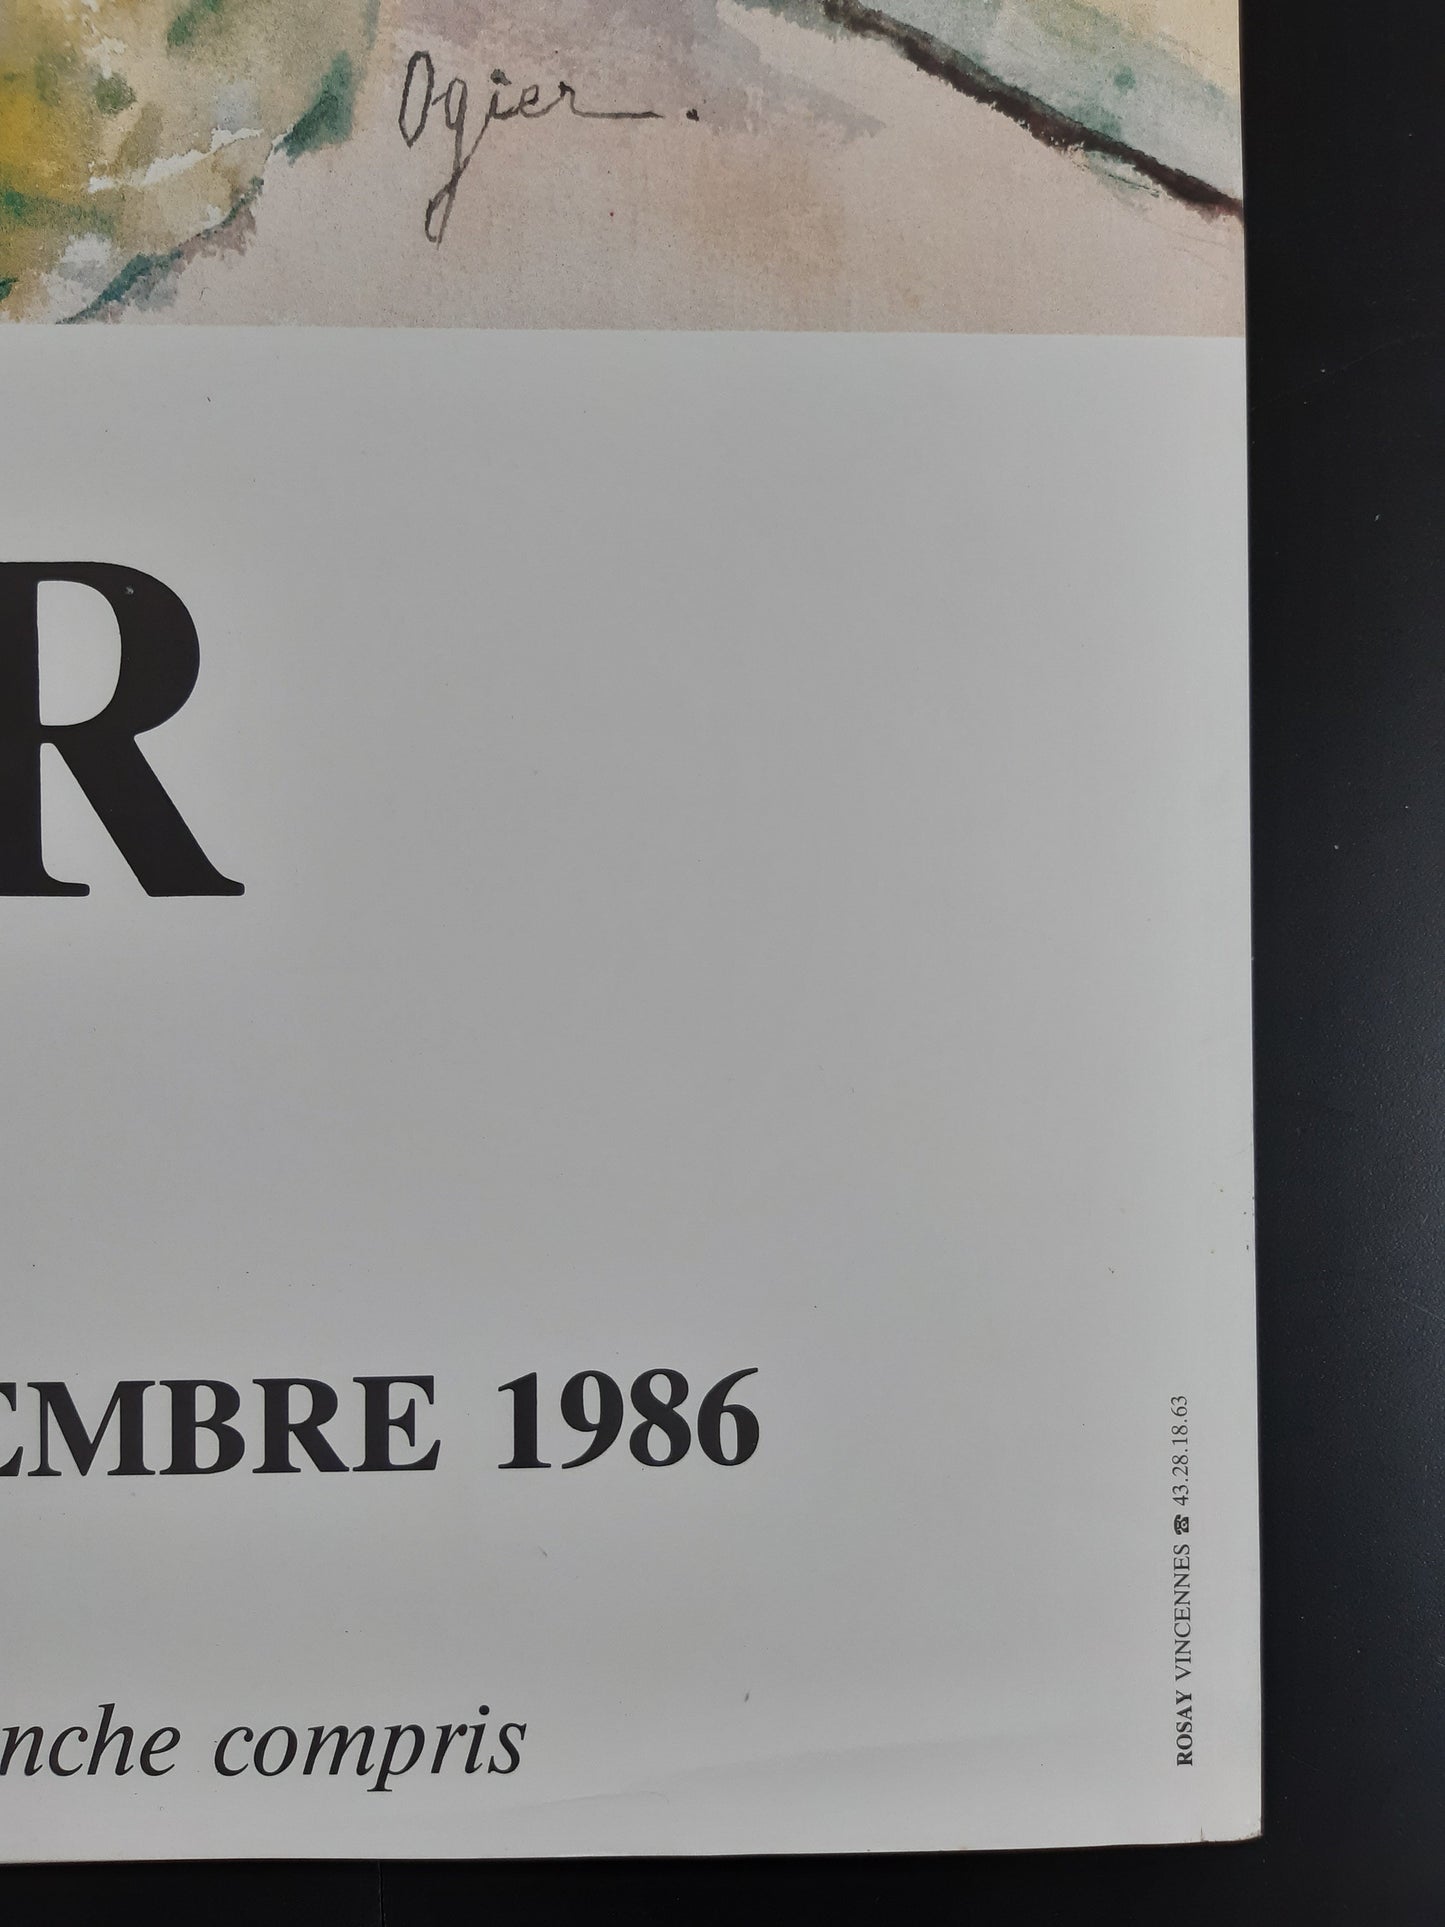 Ogier.
R
EMBRE 1986
nche compris
ROSAY VINCENNES ☎ 43.28.18.63